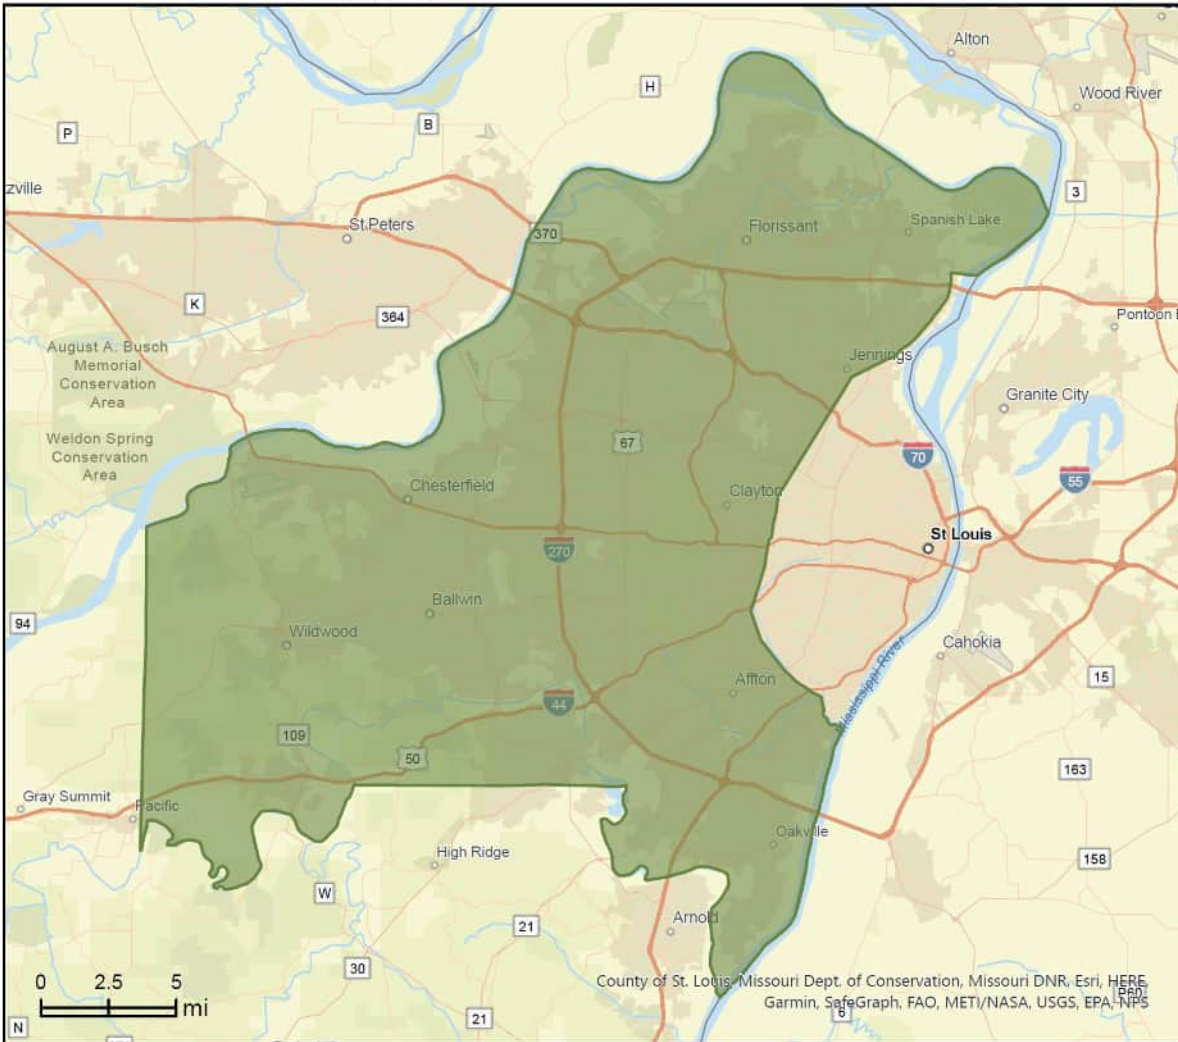 Alton
H
Wood River
B
P
zville
3
St.Peters
370
Florissant
Spanish Lake
K
364
Pontoon
August A. Busch
Memorial
Conservation
Area
Jennings
Granite City
Weldon Spring
Conservation
Area
67
70
55
Chesterfield
Clayton
St Louis
270
Ballwin
94
Wildwood
Cahokia
Mississippi River
15
Affton
44
109
50
163
Gray Summit
Pacific
Oakville
High Ridge
158
W
21
Arnold
30
0 2.5 5
mi
County of St. Louis, Missouri Dept. of Conservation, Missouri DNR, Esri, HERE,
Garmin, SafeGraph, FAO, METI/NASA, USGS, EPA, NPS
N
21
6